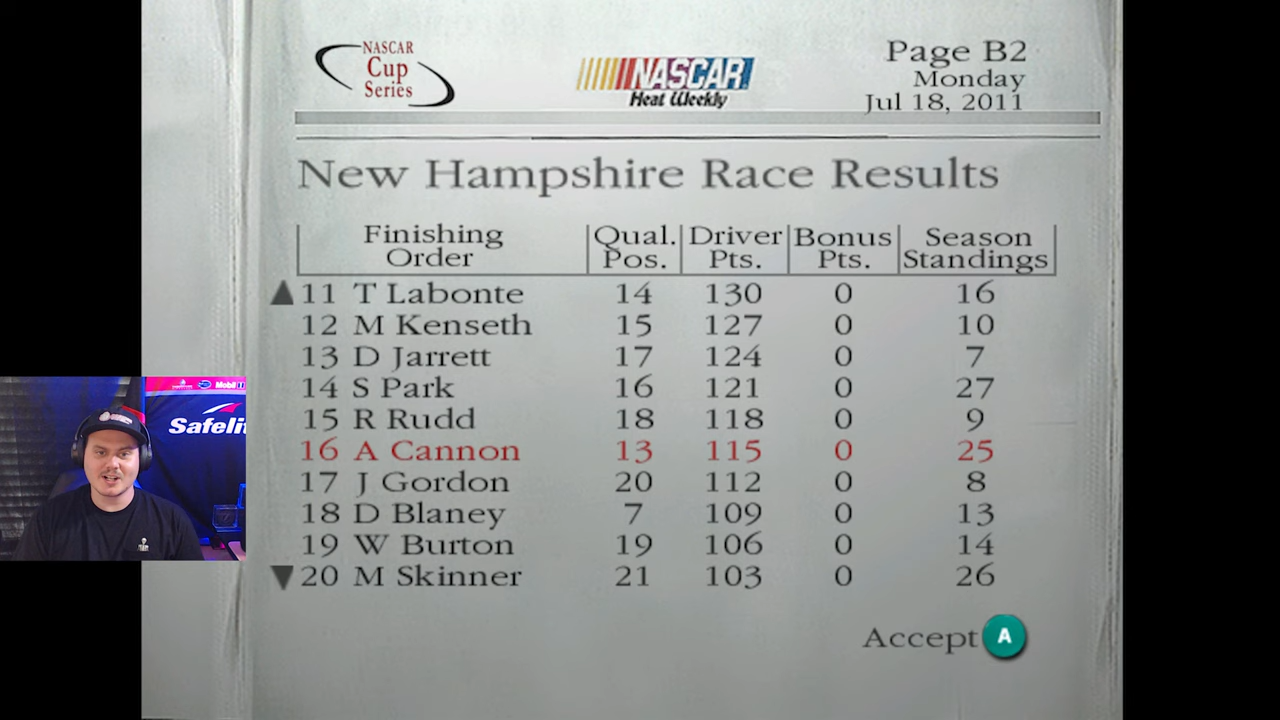 NASCAR
Cup
Series
NASCAR
Heat Weekly
Page B2
Monday
Jul 18, 2011
New Hampshire Race Results
Finishing Order Qual. Pos. Driver Pts. Bonus Pts. Season Standings
11 T Labonte 14 130 0 16
12 M Kenseth 15 127 0 10
13 D Jarrett 17 124 0 7
14 S Park 16 121 0 27
15 R Rudd 18 118 0 9
16 A Cannon 13 115 0 25
17 J Gordon 20 112 0 8
18 D Blaney 7 109 0 13
19 W Burton 19 106 0 14
20 M Skinner 21 103 0 26
Accept A
Mobil 1
Safelit